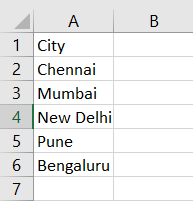 A B
1 City
2 Chennai
3 Mumbai
4 New Delhi
5 Pune
6 Bengaluru
7